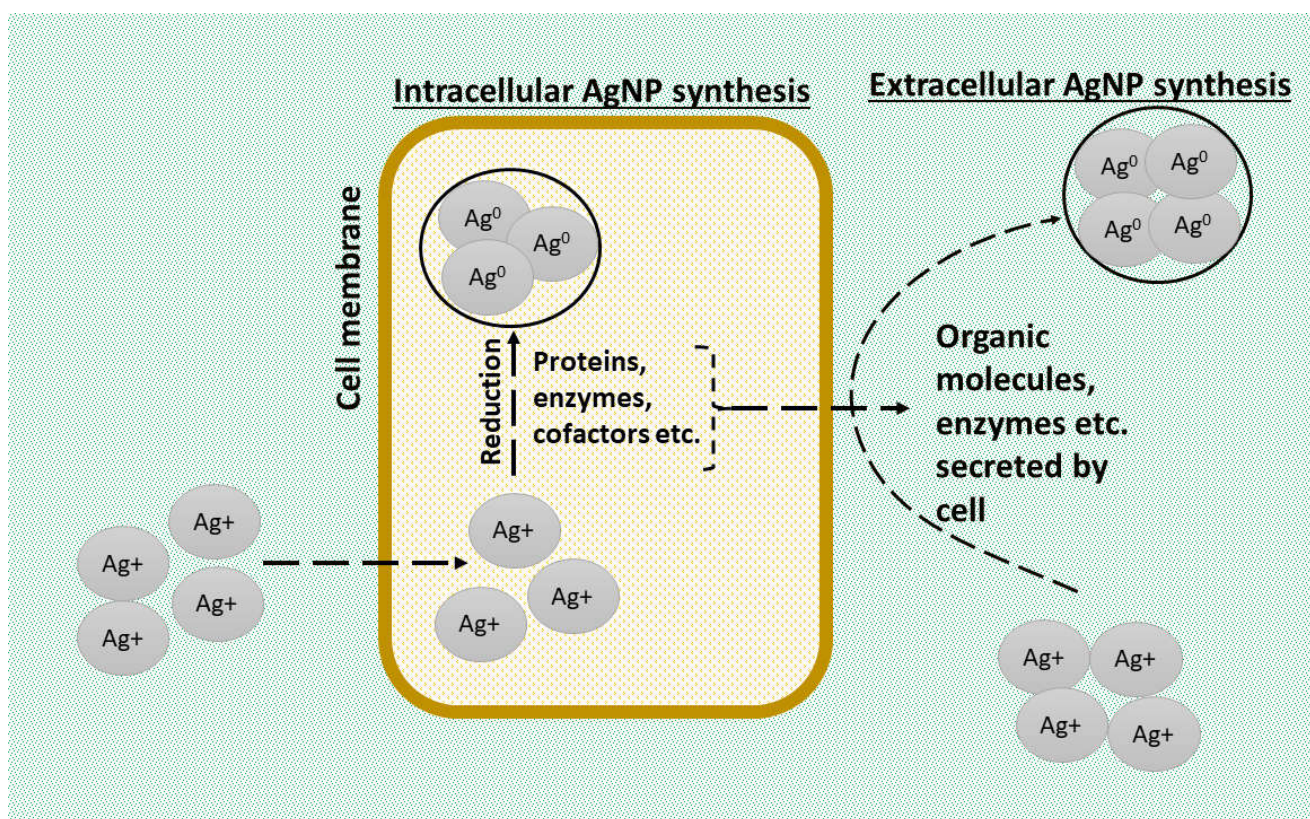 Intracellular AgNP synthesis
Extracellular AgNP synthesis
Cell membrane
Ag⁰
Ag⁰
Ag⁰
Reduction
Proteins,
enzymes,
cofactors etc.
Ag+
Ag+
Ag+
Ag+
Ag+
Ag+
Ag+
Ag⁰
Ag⁰
Ag⁰
Ag⁰
Organic
molecules,
enzymes etc.
secreted by
cell
Ag+
Ag+
Ag+
Ag+